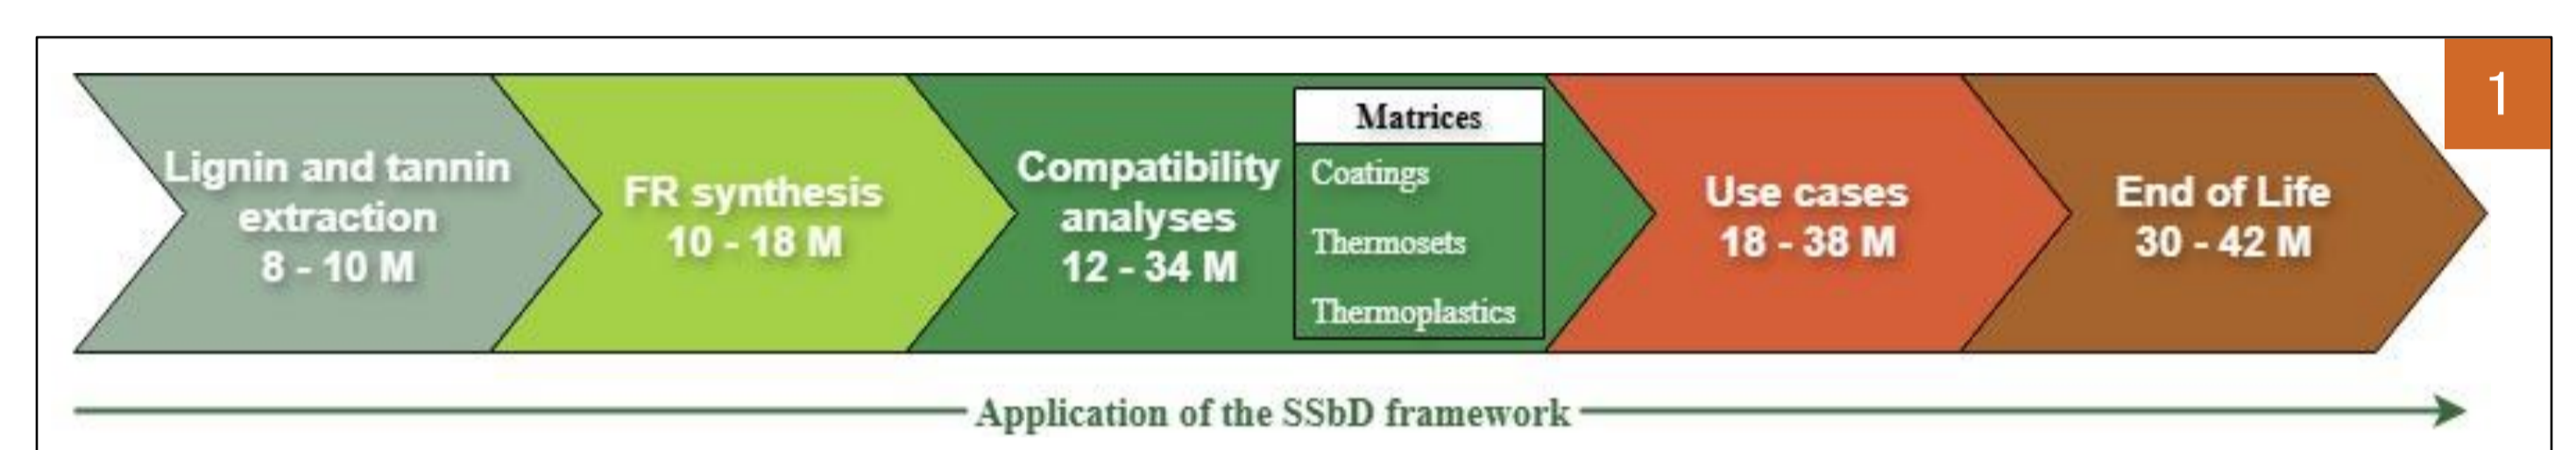 1
Lignin and tannin
extraction
8 - 10 M
FR synthesis
10 - 18 M
Compatibility
analyses
12 - 34 M
Matrices
Coatings
Thermosets
Thermoplastics
Use cases
18 - 38 M
End of Life
30 - 42 M
Application of the SSbD framework